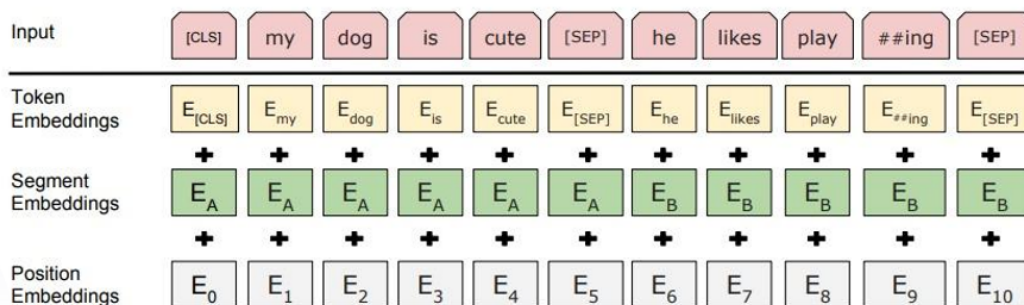 Input [CLS] my dog is cute [SEP] he likes play ##ing [SEP]
Token Embeddings E[CLS] Emy Edog Eis Ecute E[SEP] Ehe Elikes Eplay E##ing E[SEP]
+ + + + + + + + + + +
Segment Embeddings EA EA EA EA EA EA EB EB EB EB EB
+ + + + + + + + + + +
Position Embeddings E0 E1 E2 E3 E4 E5 E6 E7 E8 E9 E10